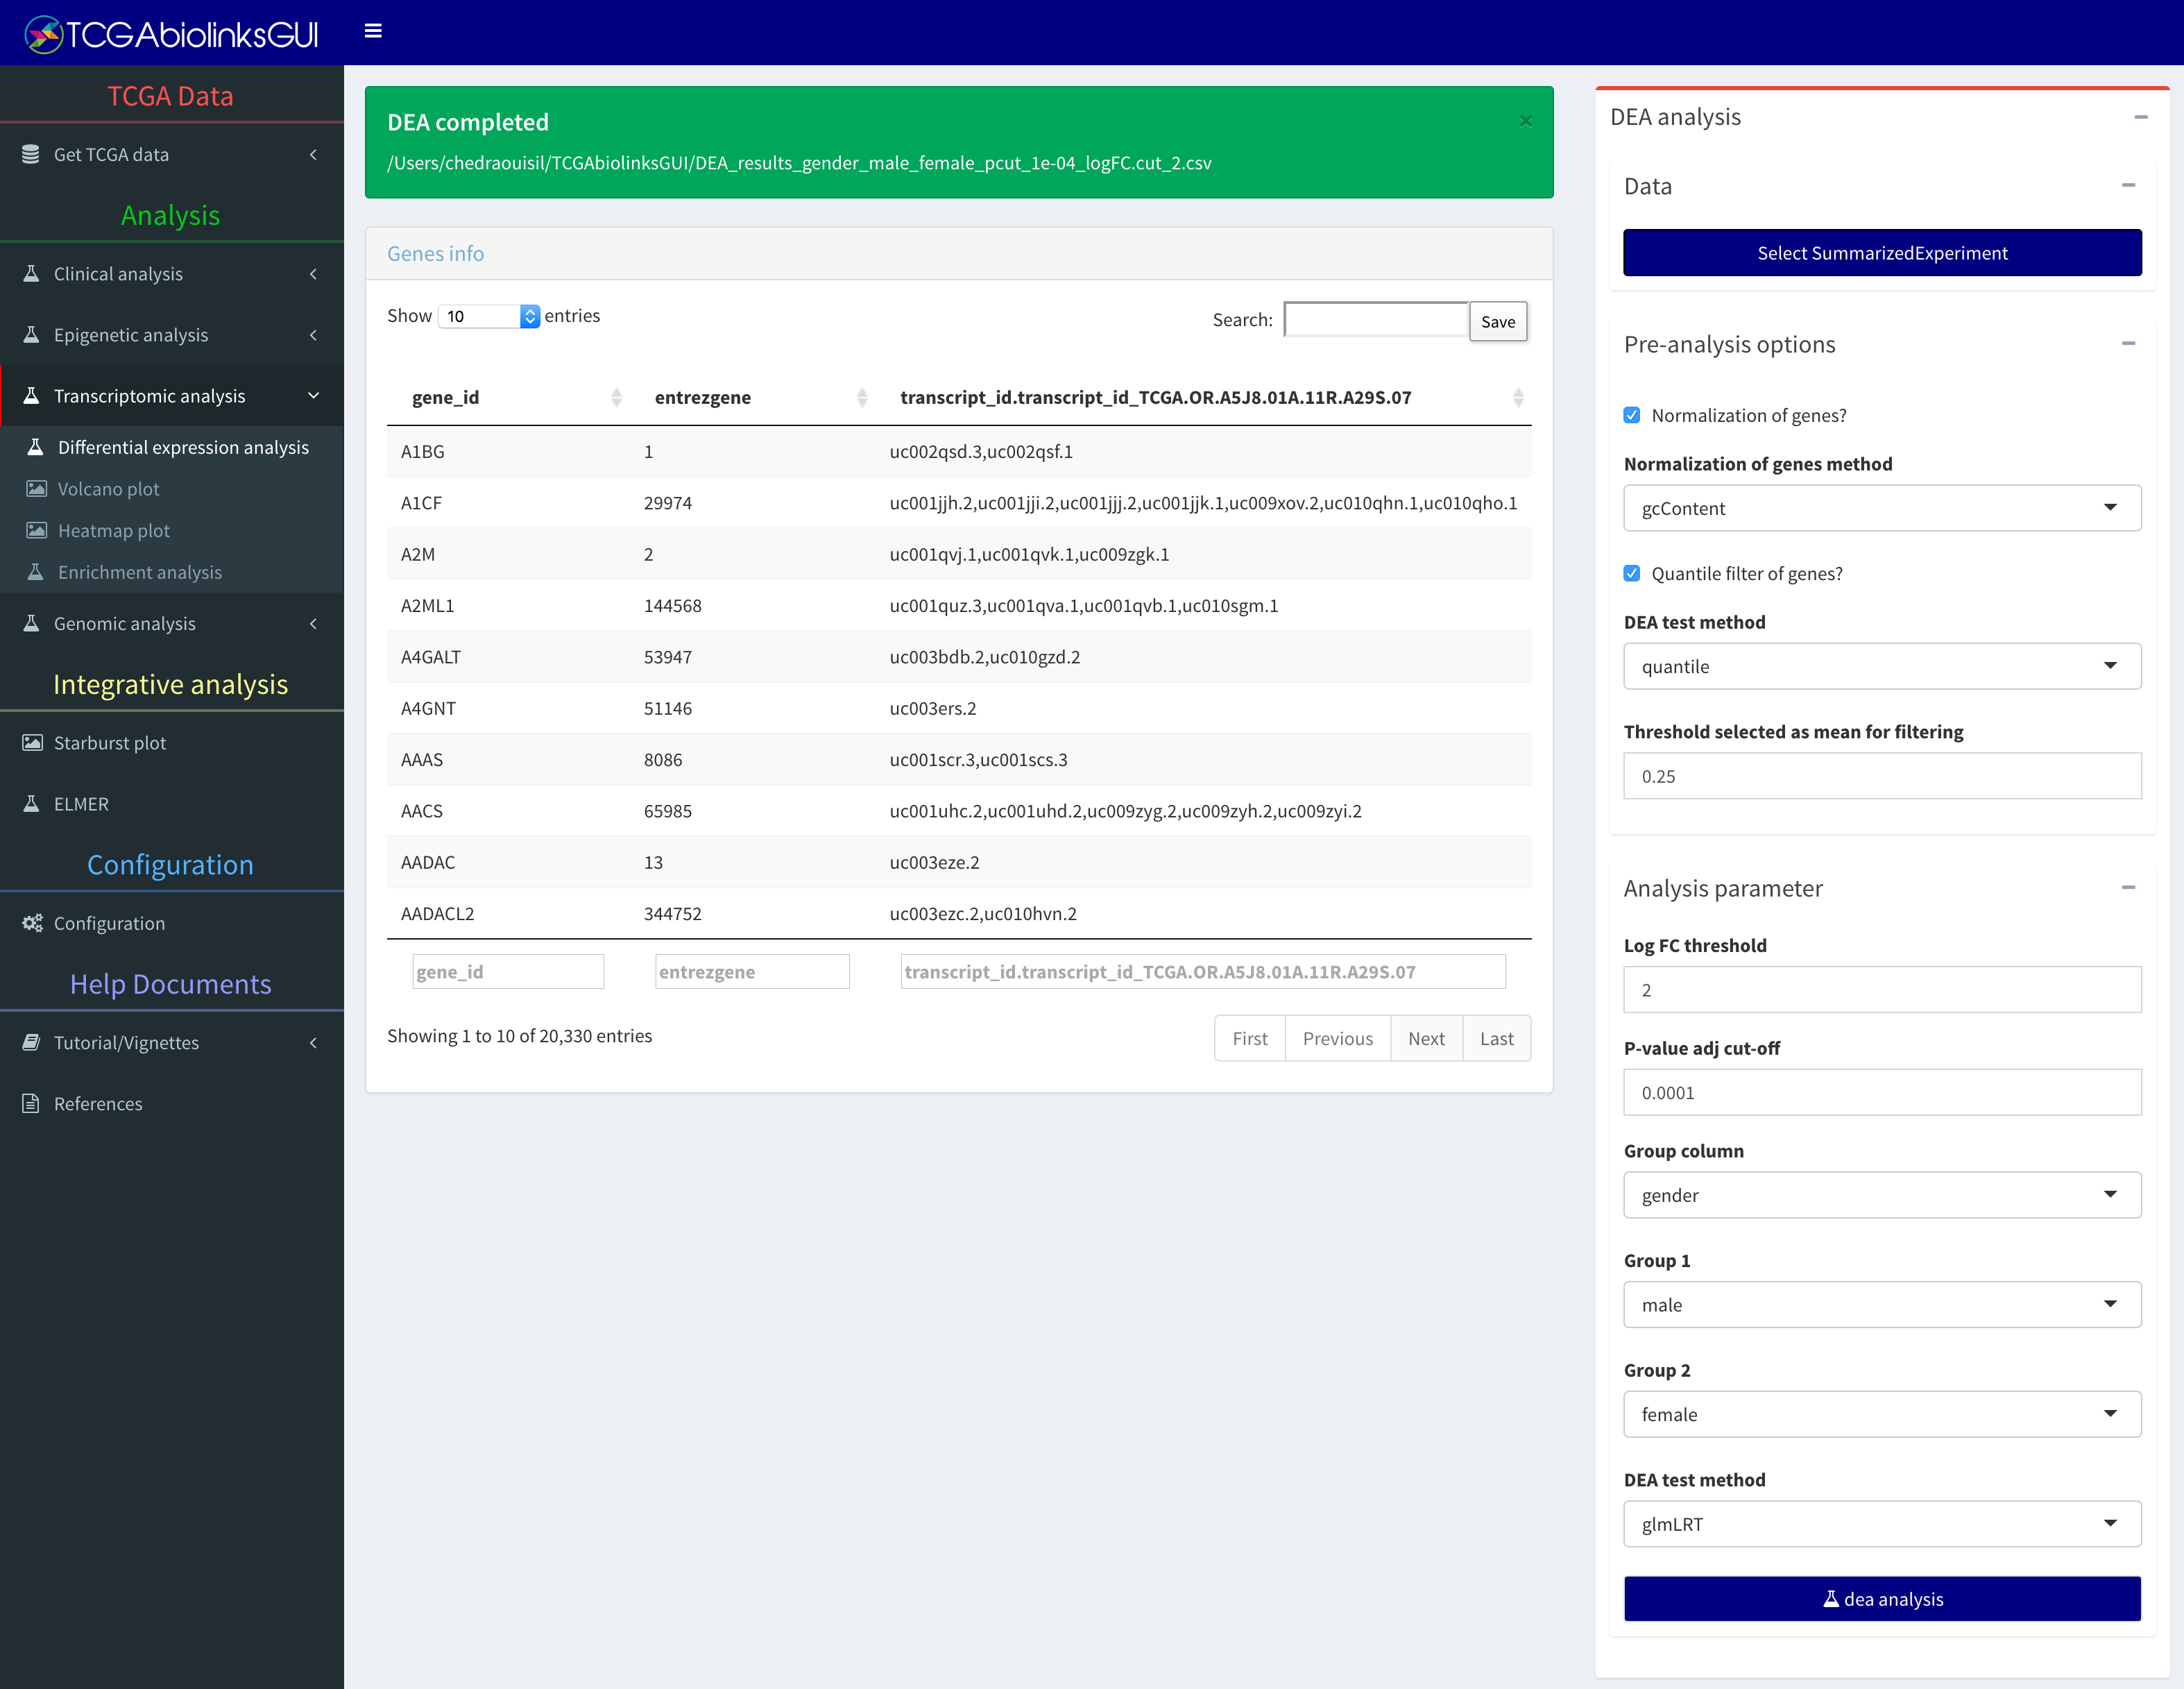 TCGAbiolinksGUI
TCGA Data
Get TCGA data
Analysis
Clinical analysis
Epigenetic analysis
Transcriptomic analysis
Differential expression analysis
Volcano plot
Heatmap plot
Enrichment analysis
Genomic analysis
Integrative analysis
Starburst plot
ELMER
Configuration
Configuration
Help Documents
Tutorial/Vignettes
References
DEA completed
×
/Users/chedraouisil/TCGAbiolinksGUI/DEA_results_gender_male_female_pcut_1e-04_logFC.cut_2.csv
Genes info
Show 10 entries
Search: Save
gene_id entrezgene transcript_id.transcript_id_TCGA.OR.A5J8.01A.11R.A29S.07
A1BG 1 uc002qsd.3,uc002qsf.1
A1CF 29974 uc001jjh.2,uc001jji.2,uc001jjj.2,uc001jjk.1,uc009xov.2,uc010qhn.1,uc010qho.1
A2M 2 uc001qvj.1,uc001qvk.1,uc009zgk.1
A2ML1 144568 uc001quz.3,uc001qva.1,uc001qvb.1,uc010sgm.1
A4GALT 53947 uc003bdb.2,uc010gzd.2
A4GNT 51146 uc003ers.2
AAAS 8086 uc001scr.3,uc001scs.3
AACS 65985 uc001uhc.2,uc001uhd.2,uc009zyg.2,uc009zyh.2,uc009zyi.2
AADAC 13 uc003eze.2
AADACL2 344752 uc003ezc.2,uc010hvn.2
gene_id entrezgene transcript_id.transcript_id_TCGA.OR.A5J8.01A.11R.A29S.07
Showing 1 to 10 of 20,330 entries
First Previous Next Last
DEA analysis
Data
Select SummarizedExperiment
Pre-analysis options
Normalization of genes?
Normalization of genes method
gcContent
Quantile filter of genes?
DEA test method
quantile
Threshold selected as mean for filtering
0.25
Analysis parameter
Log FC threshold
2
P-value adj cut-off
0.0001
Group column
gender
Group 1
male
Group 2
female
DEA test method
glmLRT
dea analysis